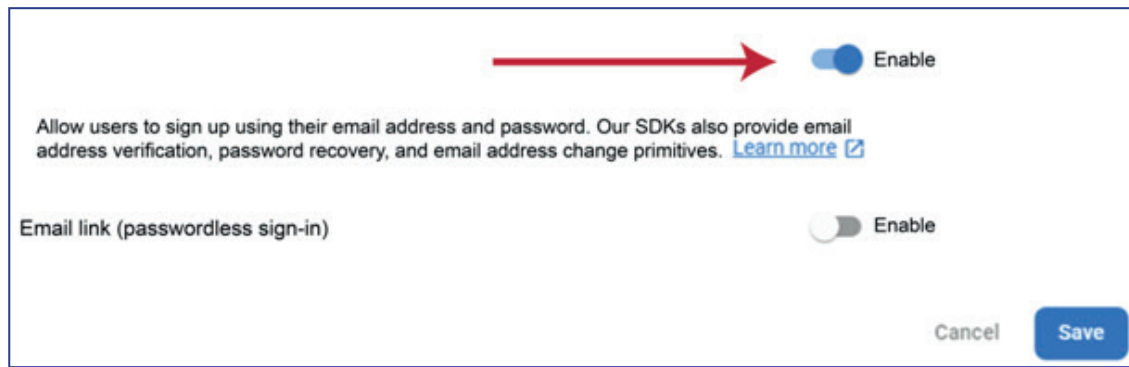 Enable
Allow users to sign up using their email address and password. Our SDKs also provide email
address verification, password recovery, and email address change primitives. Learn more
Email link (passwordless sign-in) Enable
Cancel Save